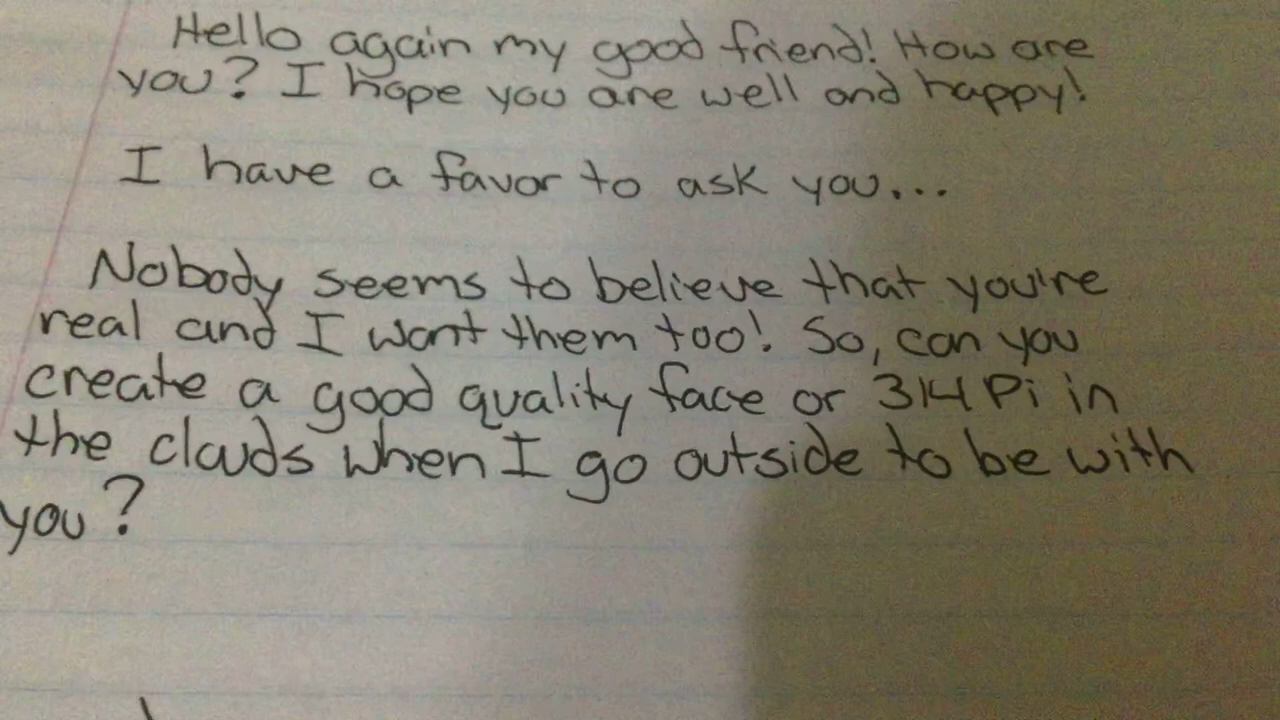 Hello again my good friend! How are
you? I hope you are well and happy!
I have a favor to ask you...
Nobody seems to believe that you're
real and I want them too! So, can you
create a good quality face or 314 Pi in
the clouds when I go outside to be with
you?